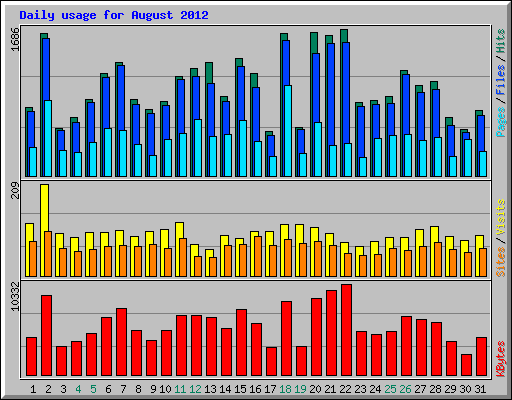 Daily usage for August 2012
1686
Pages / Files / Hits
209
Sites / Visits
10332
KBytes
1 2 3 4 5 6 7 8 9 10 11 12 13 14 15 16 17 18 19 20 21 22 23 24 25 26 27 28 29 30 31